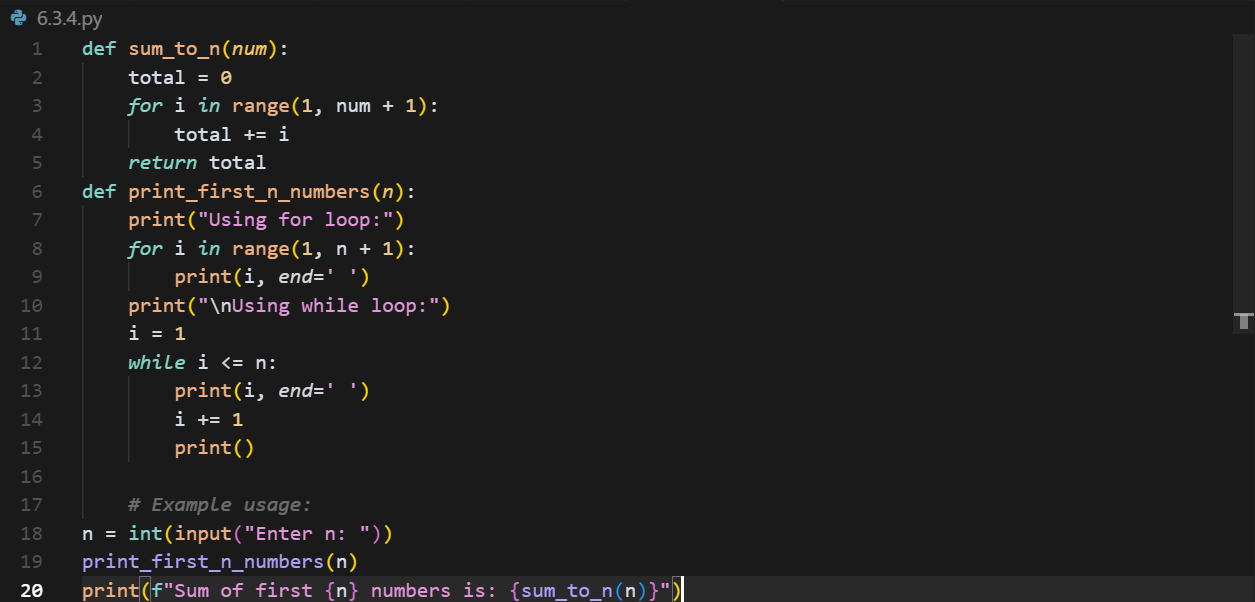 6.3.4.py
1 def sum_to_n(num):
2     total = 0
3     for i in range(1, num + 1):
4         total += i
5     return total
6 def print_first_n_numbers(n):
7     print("Using for loop:")
8     for i in range(1, n + 1):
9         print(i, end=' ')
10     print("\nUsing while loop:")
11     i = 1
12     while i <= n:
13         print(i, end=' ')
14         i += 1
15         print()
16
17     # Example usage:
18 n = int(input("Enter n: "))
19 print_first_n_numbers(n)
20 print(f"Sum of first {n} numbers is: {sum_to_n(n)}")